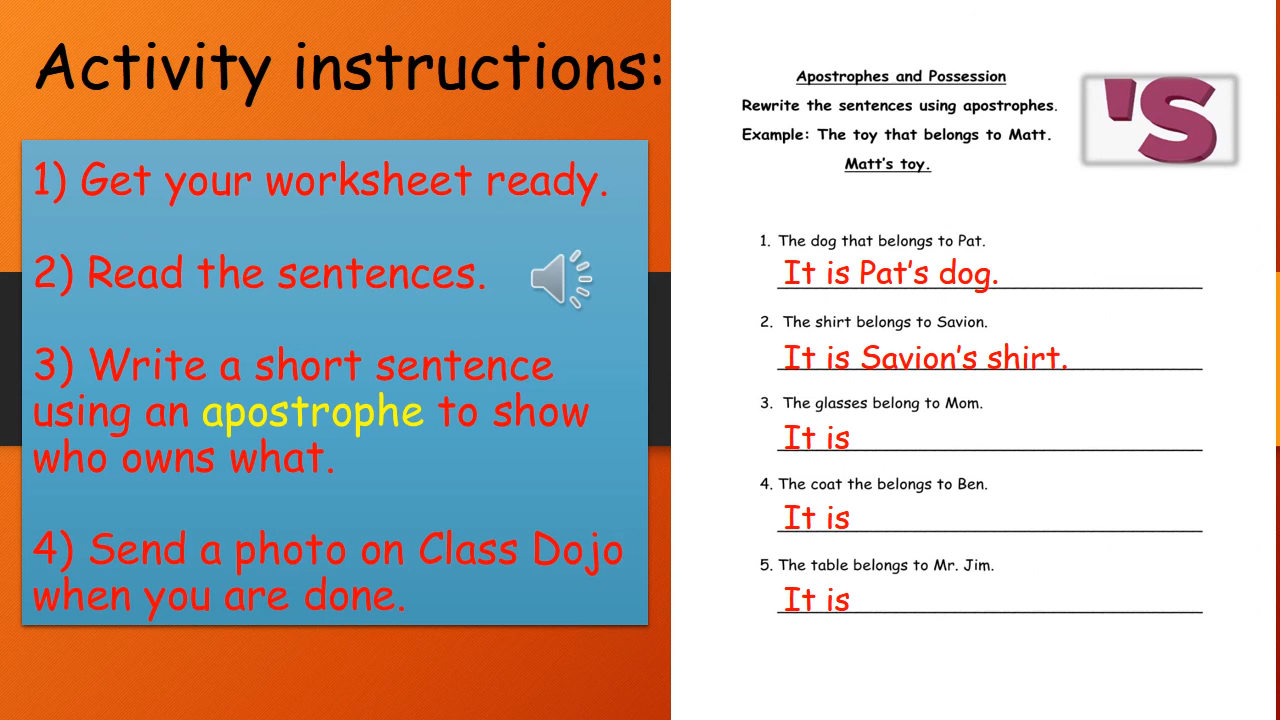 Activity instructions:
1) Get your worksheet ready.
2) Read the sentences.
3) Write a short sentence
using an apostrophe to show
who owns what.
4) Send a photo on Class Dojo
when you are done.
Apostrophes and Possession
Rewrite the sentences using apostrophes.
Example: The toy that belongs to Matt.
Matt's toy.
'S
1. The dog that belongs to Pat.
It is Pat's dog.
2. The shirt belongs to Savion.
It is Savion's shirt.
3. The glasses belong to Mom.
It is
4. The coat the belongs to Ben.
It is
5. The table belongs to Mr. Jim.
It is